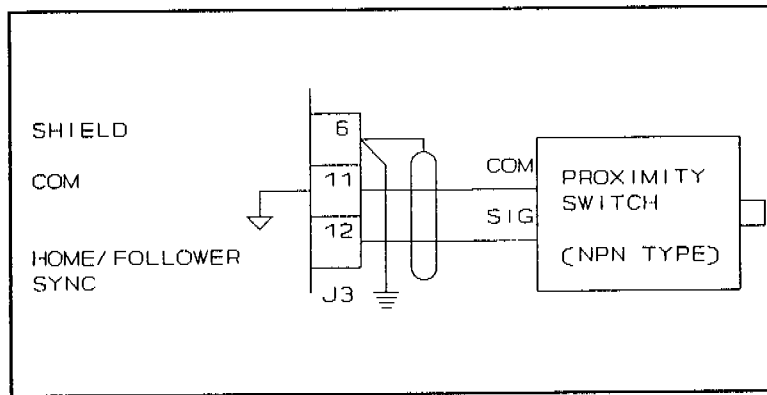 SHIELD
COM
HOME/FOLLOWER
SYNC
6
11
12
J3
COM
SIG
PROXIMITY
SWITCH
(NPN TYPE)